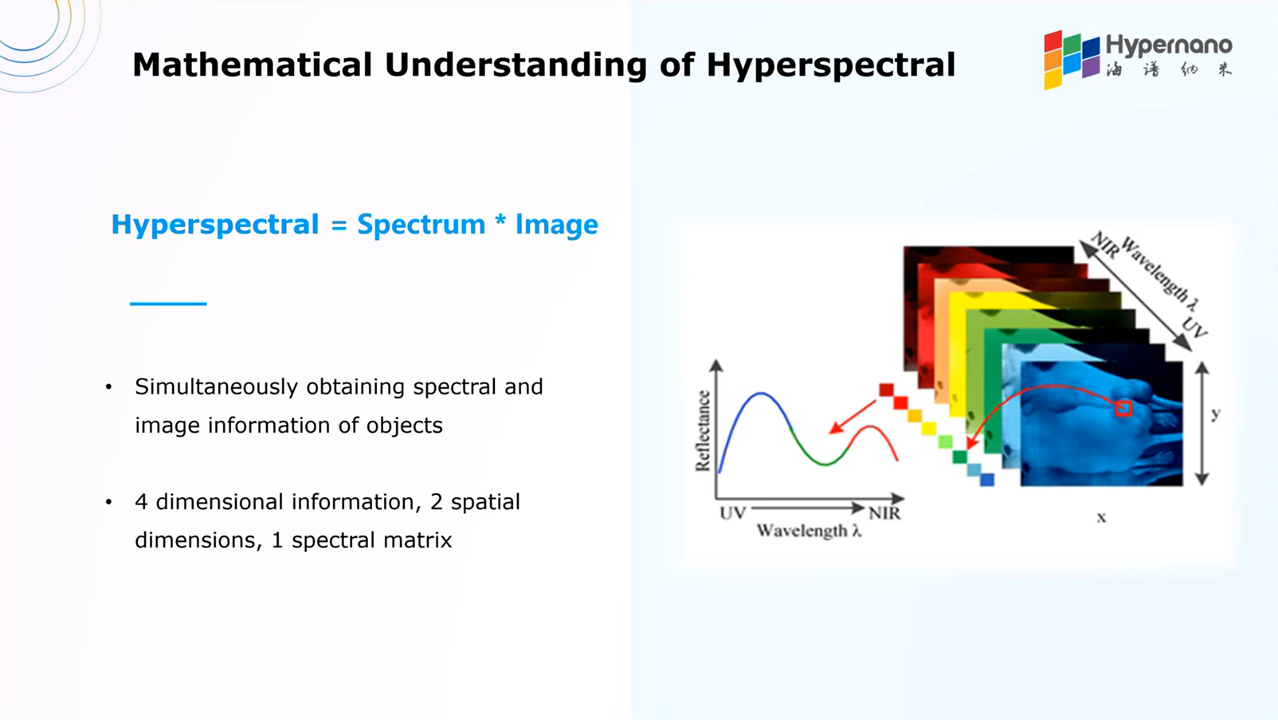 Mathematical Understanding of Hyperspectral
Hypernano
海谱纳米
Hyperspectral = Spectrum * Image
• Simultaneously obtaining spectral and
image information of objects
• 4 dimensional information, 2 spatial
dimensions, 1 spectral matrix
NIR
Wavelength λ
UV
y
x
Reflectance
UV
NIR
Wavelength λ